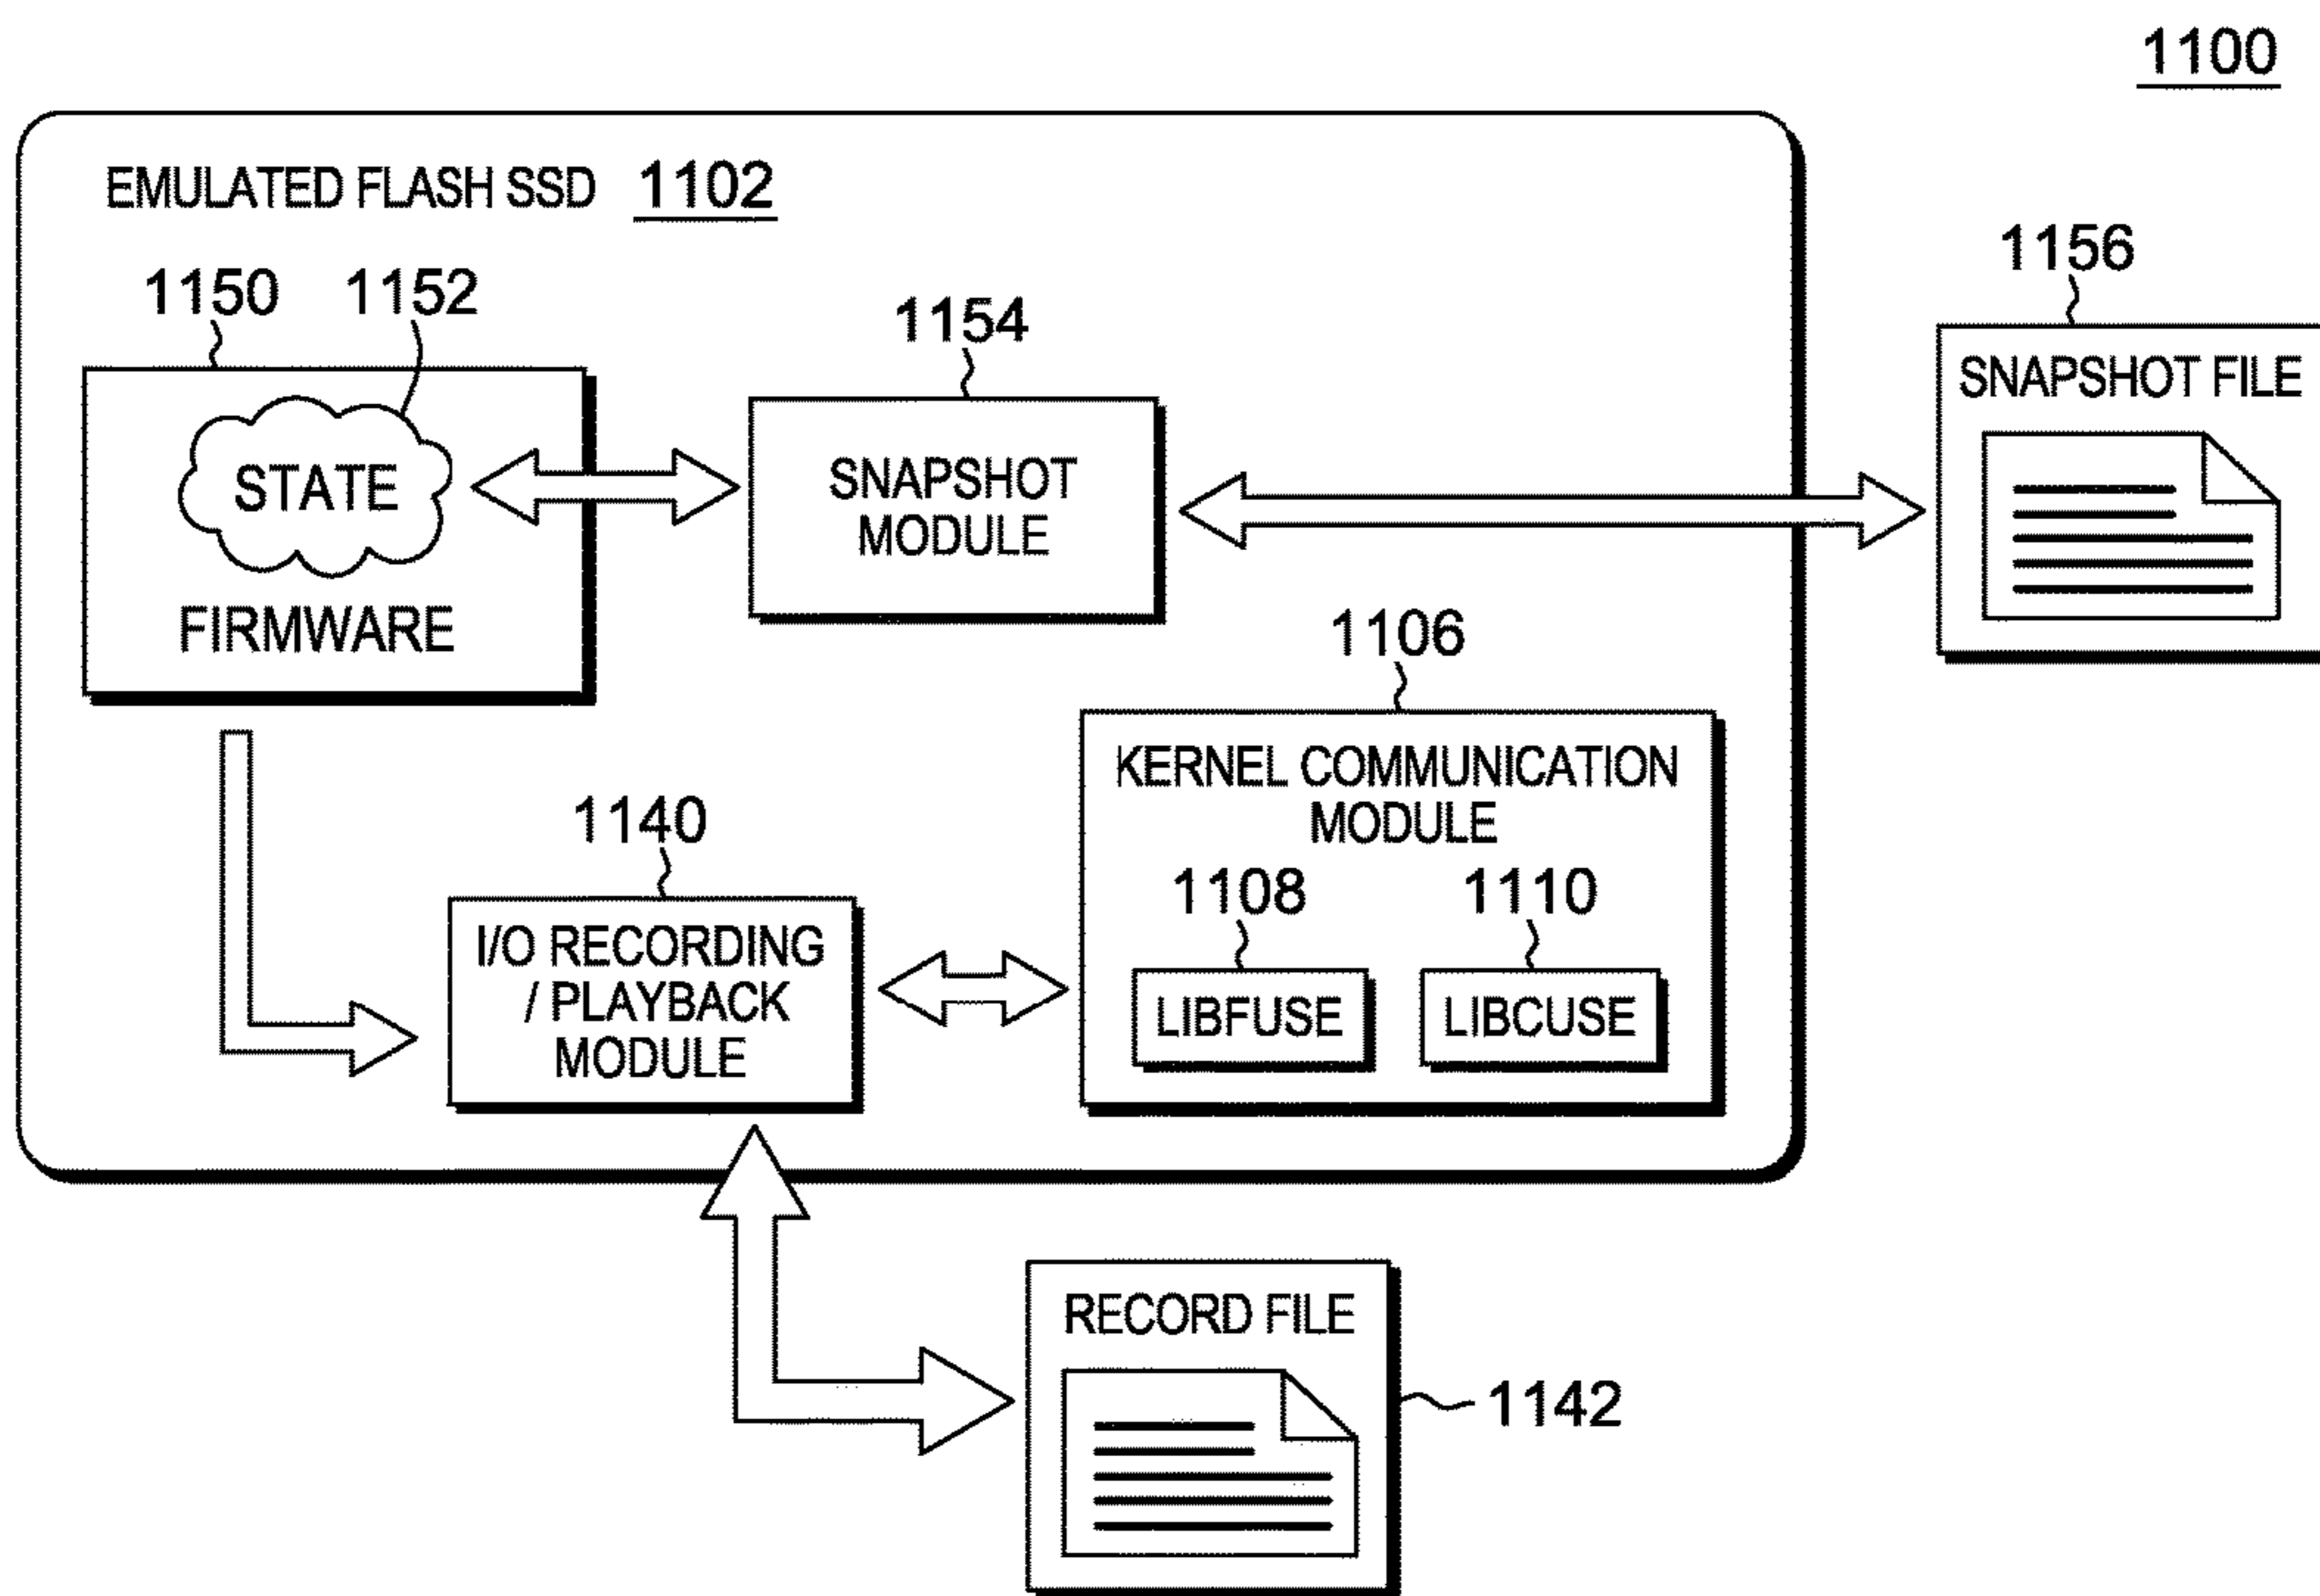 1100
EMULATED FLASH SSD 1102
1150 1152
1154
1156
STATE
FIRMWARE
SNAPSHOT
MODULE
SNAPSHOT FILE
1106
KERNEL COMMUNICATION
MODULE
1108 1110
LIBFUSE LIBCUSE
1140
I/O RECORDING
/ PLAYBACK
MODULE
RECORD FILE
1142